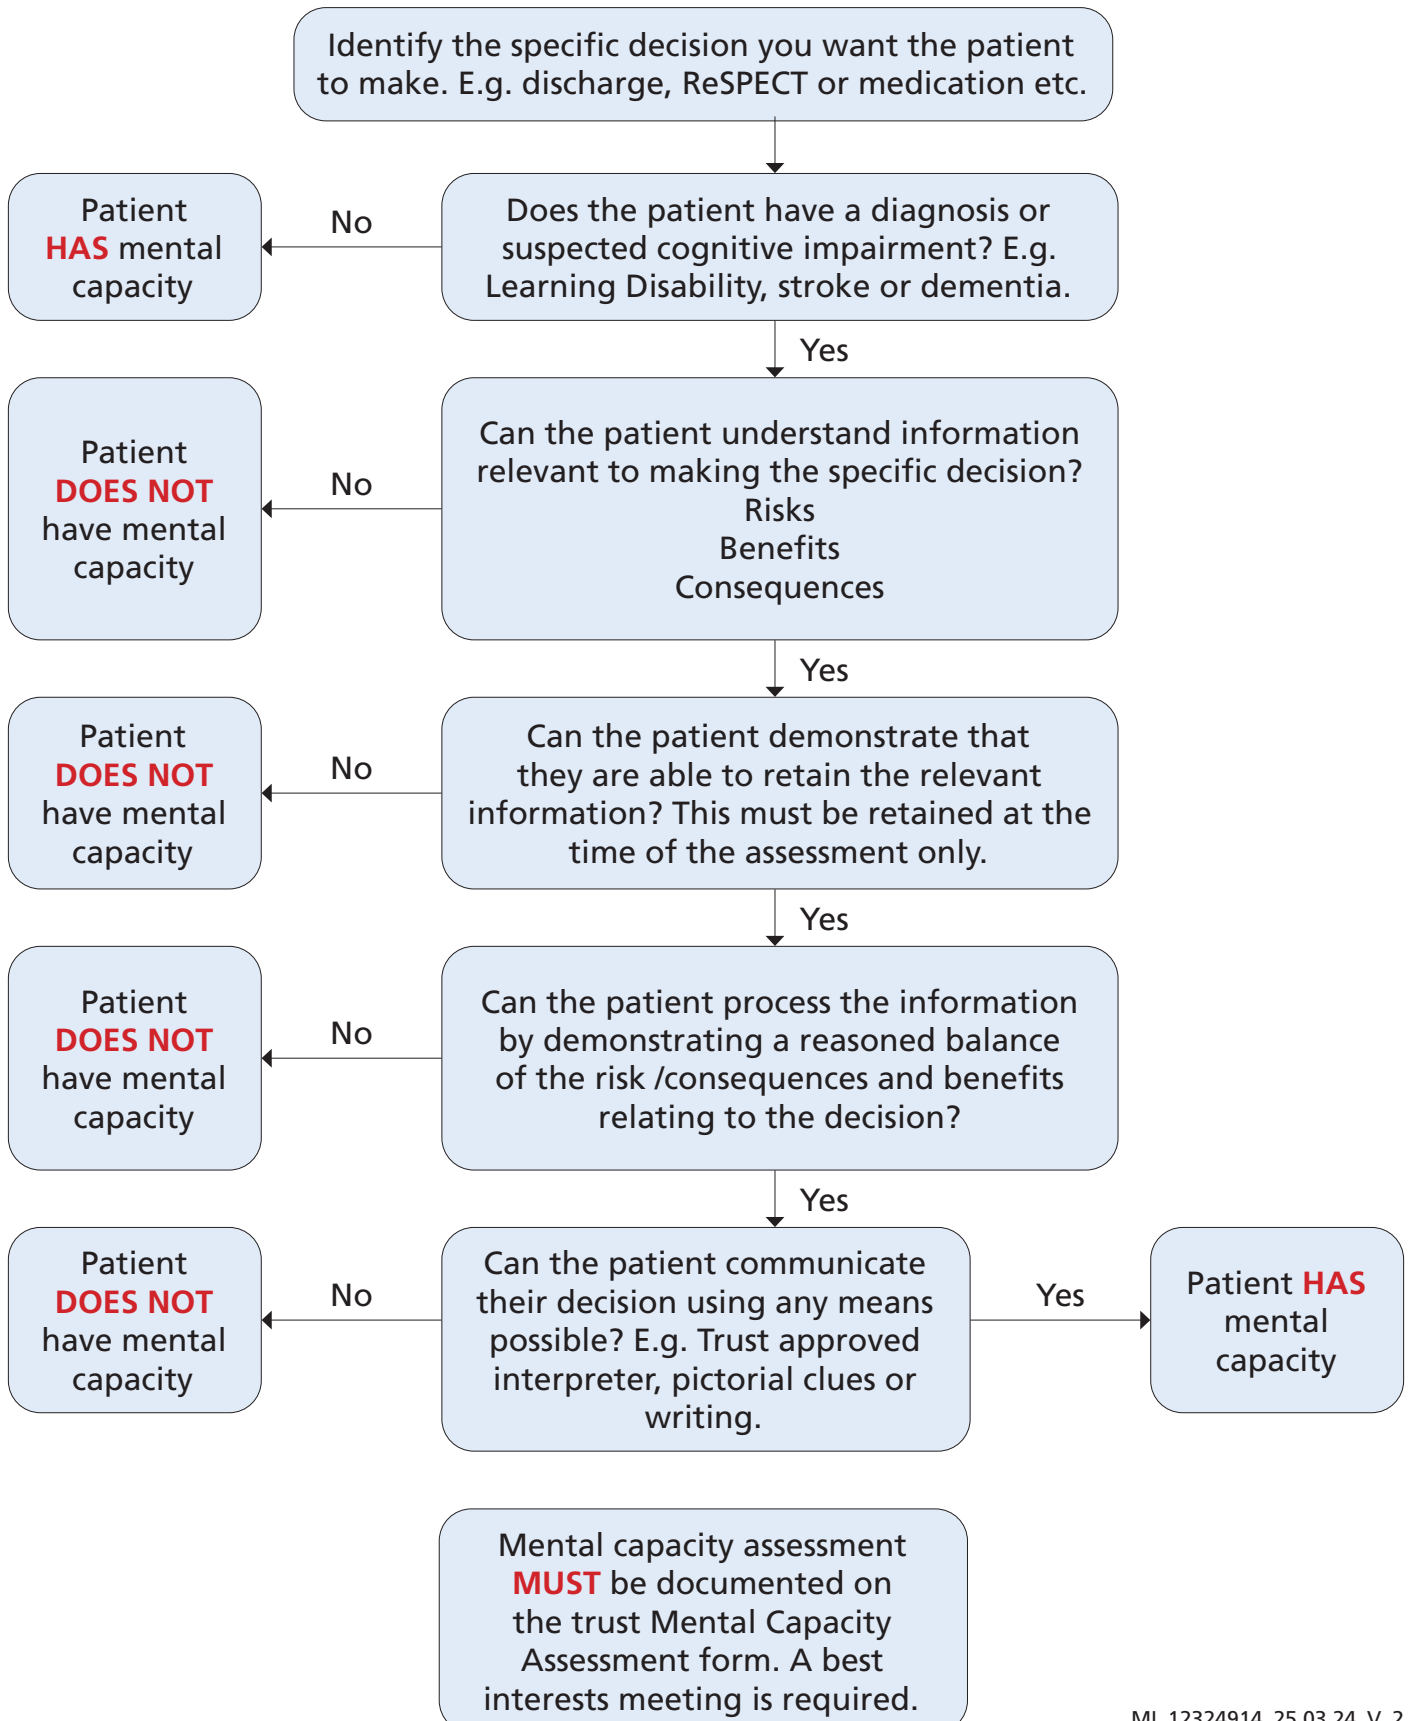 Identify the specific decision you want the patient
to make. E.g. discharge, ReSPECT or medication etc.
Patient
HAS mental
capacity
No
Does the patient have a diagnosis or
suspected cognitive impairment? E.g.
Learning Disability, stroke or dementia.
Yes
Patient
DOES NOT
have mental
capacity
No
Can the patient understand information
relevant to making the specific decision?
Risks
Benefits
Consequences
Yes
Patient
DOES NOT
have mental
capacity
No
Can the patient demonstrate that
they are able to retain the relevant
information? This must be retained at the
time of the assessment only.
Yes
Patient
DOES NOT
have mental
capacity
No
Can the patient process the information
by demonstrating a reasoned balance
of the risk /consequences and benefits
relating to the decision?
Yes
Patient
DOES NOT
have mental
capacity
No
Can the patient communicate
their decision using any means
possible? E.g. Trust approved
interpreter, pictorial clues or
writing.
Yes
Patient HAS
mental
capacity
Mental capacity assessment
MUST be documented on
the trust Mental Capacity
Assessment form. A best
interests meeting is required.
MI_12324914_25.03.24_V_2